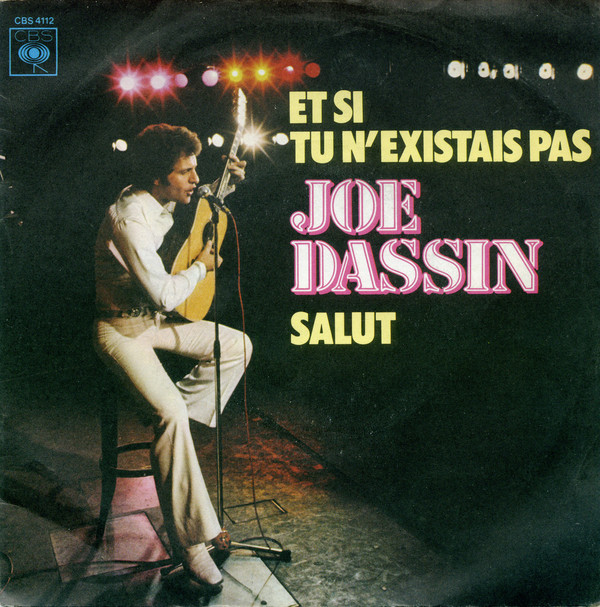 CBS 4112
CBS
ET SI
TU N'EXISTAIS PAS
JOE
DASSIN
SALUT